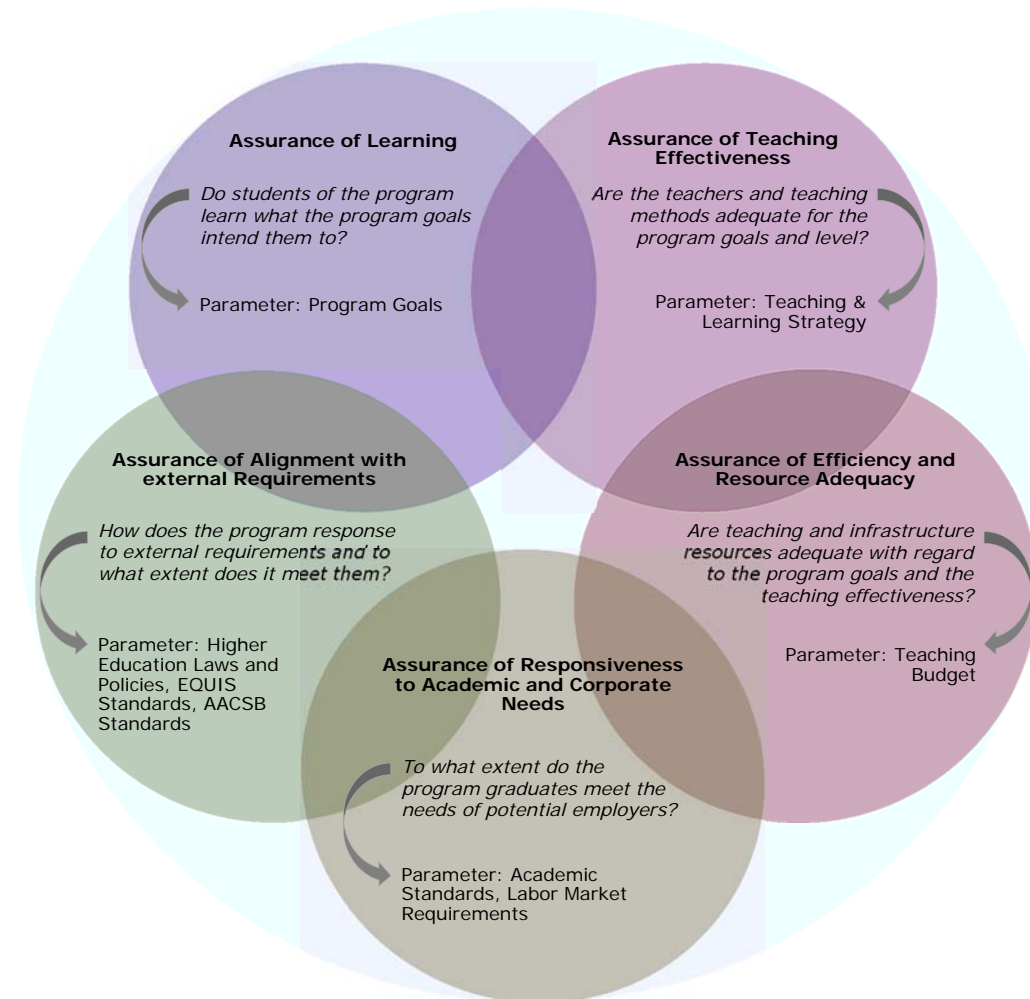 Assurance of Learning
Do students of the program
learn what the program goals
intend them to?
Parameter: Program Goals
Assurance of Teaching
Effectiveness
Are the teachers and teaching
methods adequate for the
program goals and level?
Parameter: Teaching &
Learning Strategy
Assurance of Alignment with
external Requirements
How does the program response
to external requirements and to
what extent does it meet them?
Parameter: Higher
Education Laws and
Policies, EQUIS
Standards, AACSB
Standards
Assurance of Efficiency and
Resource Adequacy
Are teaching and infrastructure
resources adequate with regard
to the program goals and the
teaching effectiveness?
Parameter: Teaching
Budget
Assurance of Responsiveness
to Academic and Corporate
Needs
To what extent do the
program graduates meet the
needs of potential employers?
Parameter: Academic
Standards, Labor Market
Requirements